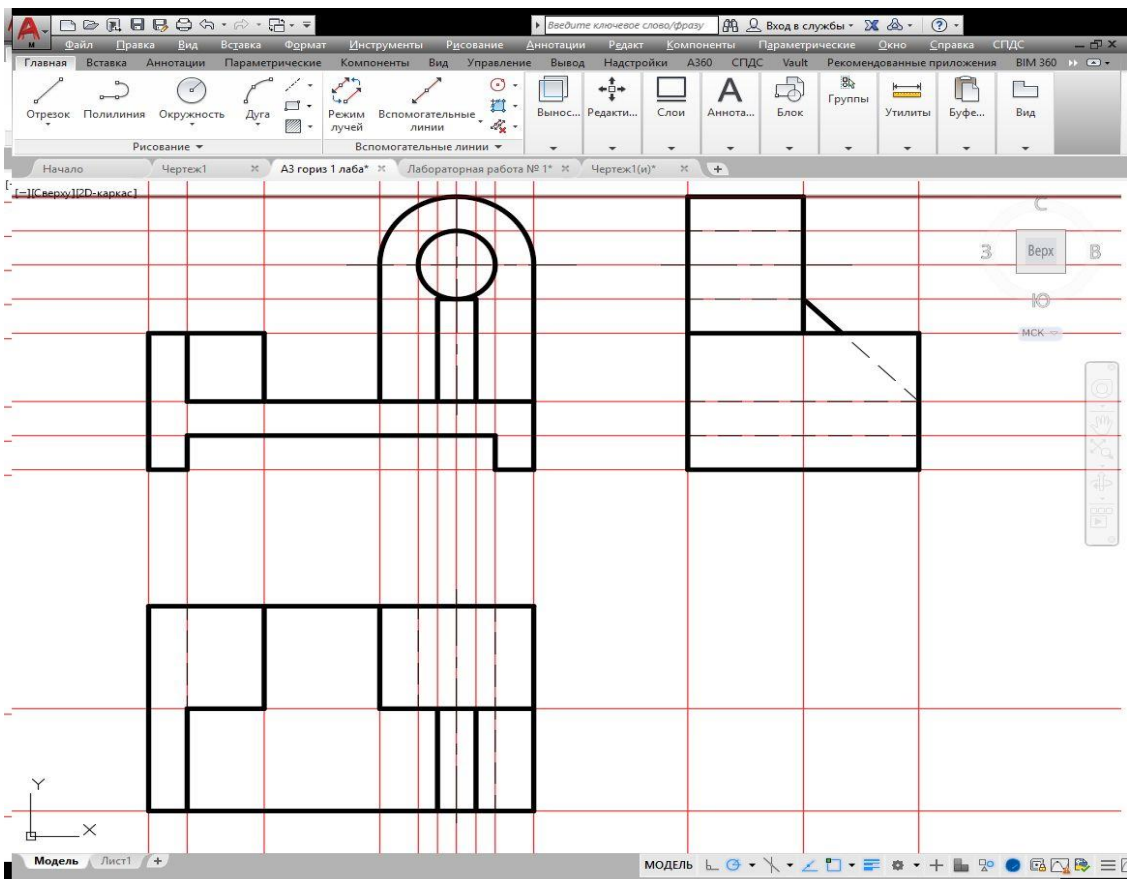 A
М
Введите ключевое слово/фразу
Вход в службы
Файл Правка Вид Вставка Формат Инструменты Рисование Аннотации Редакт Компоненты Параметрические Окно Справка СПДС
Главная Вставка Аннотации Параметрические Компоненты Вид Управление Вывод Надстройки A360 СПДС Vault Рекомендованные приложения BIM 360
Отрезок Полилиния Окружность Дуга
Режим лучей
Вспомогательные линии
Вынос... Редакти... Слои
A
Аннота... Блок Группы Утилиты Буфе... Вид
Рисование Вспомогательные линии
Начало Чертеж1 А3 гориз 1 лаба* Лабораторная работа № 1* Чертеж1(и)*
[−][Сверху][2D-каркас]
С
З Верх В
Ю
МСК
Y
X
Модель Лист1 +
МОДЕЛЬ